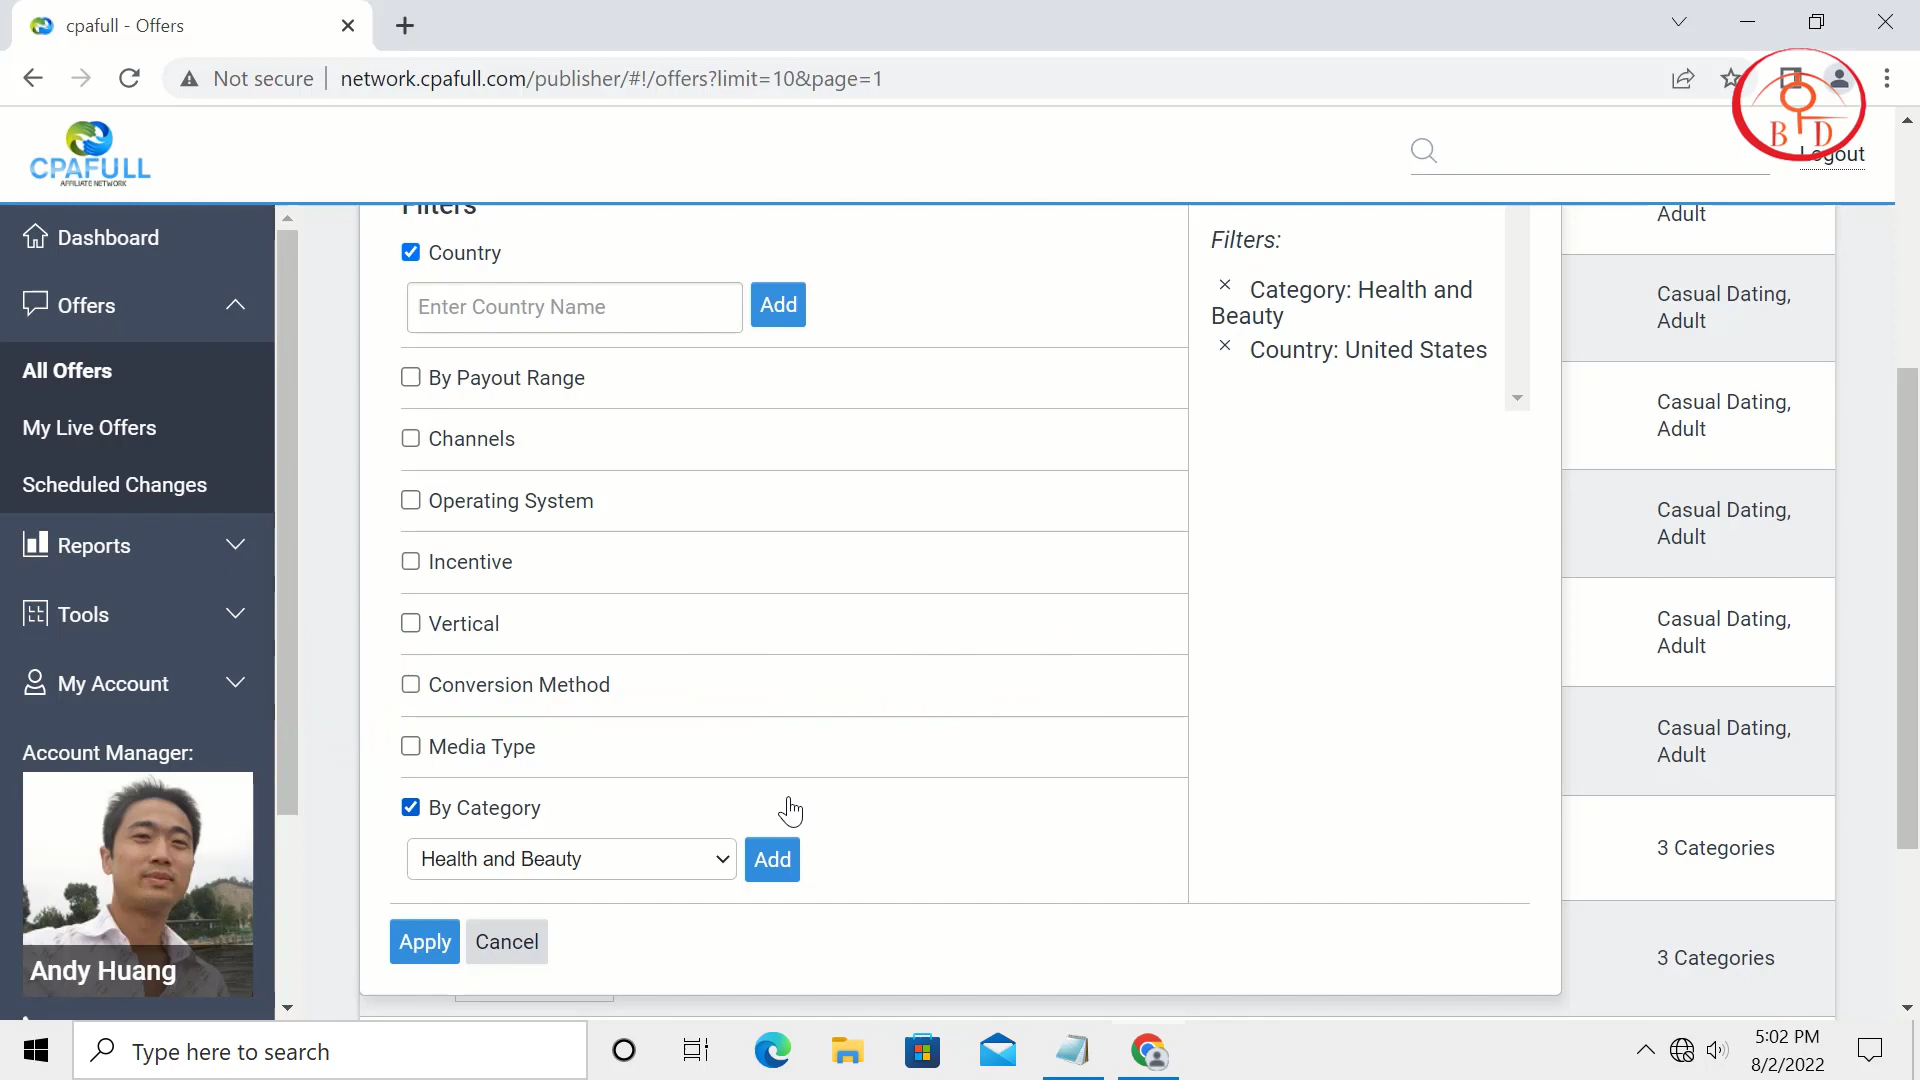 cpafull - Offers
Not secure
network.cpafull.com/publisher/#!/offers?limit=10&page=1
CPAFULL
AFFILIATE NETWORK
B D
Logout
Dashboard
Offers
All Offers
My Live Offers
Scheduled Changes
Reports
Tools
My Account
Account Manager:
Andy Huang
Filters
Country
Enter Country Name
Add
By Payout Range
Channels
Operating System
Incentive
Vertical
Conversion Method
Media Type
By Category
Health and Beauty
Add
Apply
Cancel
Filters:
× Category: Health and
Beauty
× Country: United States
Adult
Casual Dating,
Adult
Casual Dating,
Adult
Casual Dating,
Adult
Casual Dating,
Adult
Casual Dating,
Adult
3 Categories
3 Categories
Type here to search
5:02 PM
8/2/2022